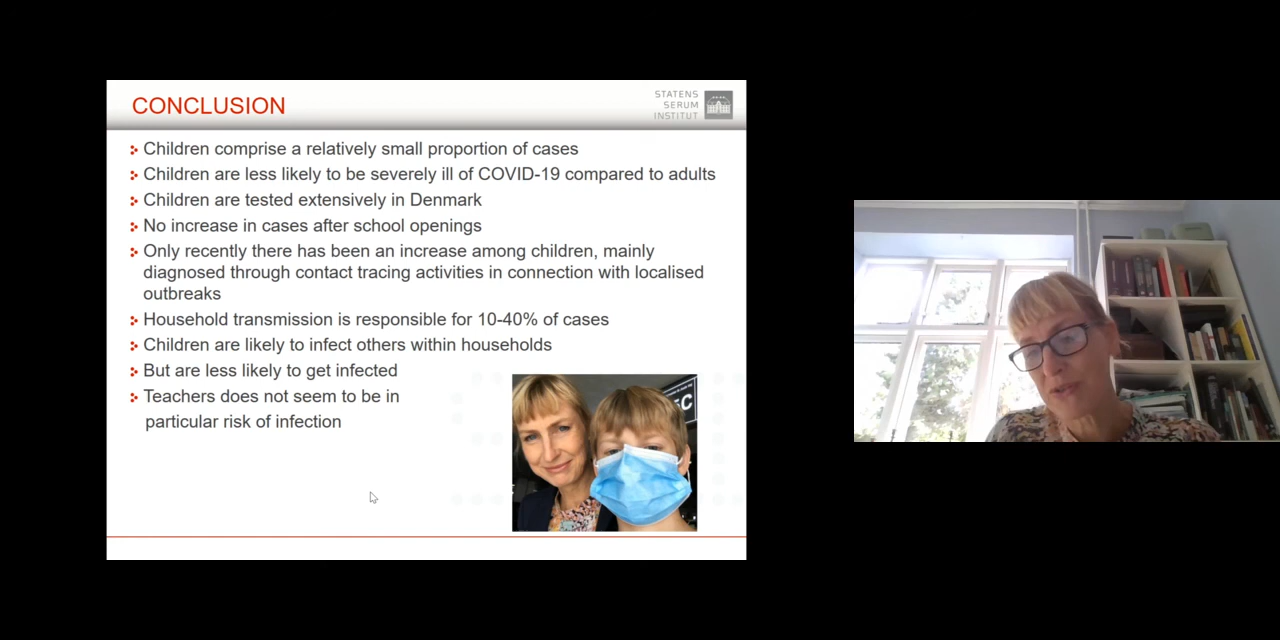 CONCLUSION
STATENS
SERUM
INSTITUT
Children comprise a relatively small proportion of cases
Children are less likely to be severely ill of COVID-19 compared to adults
Children are tested extensively in Denmark
No increase in cases after school openings
Only recently there has been an increase among children, mainly
diagnosed through contact tracing activities in connection with localised
outbreaks
Household transmission is responsible for 10-40% of cases
Children are likely to infect others within households
But are less likely to get infected
Teachers does not seem to be in
particular risk of infection